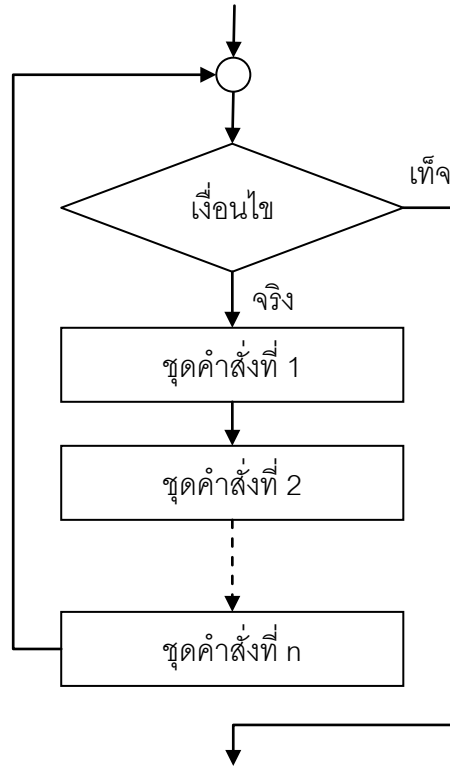 เท็จ
เงื่อนไข
จริง
ชุดคำสั่งที่ 1
ชุดคำสั่งที่ 2
ชุดคำสั่งที่ n